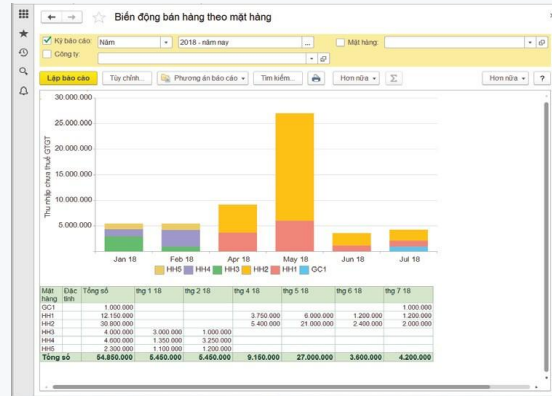 Biến động bán hàng theo mặt hàng
Kỳ báo cáo: Năm 2018 - năm nay ... Mặt hàng:
Công ty:
Lập báo cáo Tùy chỉnh... Phương án báo cáo Tìm kiếm... Hơn nữa Σ Hơn nữa ?
Thu nhập chưa thuế GTGT
30.000.000
25.000.000
20.000.000
15.000.000
10.000.000
5.000.000
Jan 18 Feb 18 Apr 18 May 18 Jun 18 Jul 18
HH5 HH4 HH3 HH2 HH1 GC1
Mặt hàng Đặc tính Tổng số thg 1 18 thg 2 18 thg 4 18 thg 5 18 thg 6 18 thg 7 18
GC1 1.000.000 1.000.000
HH1 12.150.000 3.750.000 6.000.000 1.200.000 1.200.000
HH2 30.800.000 5.400.000 21.000.000 2.400.000 2.000.000
HH3 4.000.000 3.000.000 1.000.000
HH4 4.600.000 1.350.000 3.250.000
HH5 2.300.000 1.100.000 1.200.000
Tổng số 54.850.000 5.450.000 5.450.000 9.150.000 27.000.000 3.600.000 4.200.000